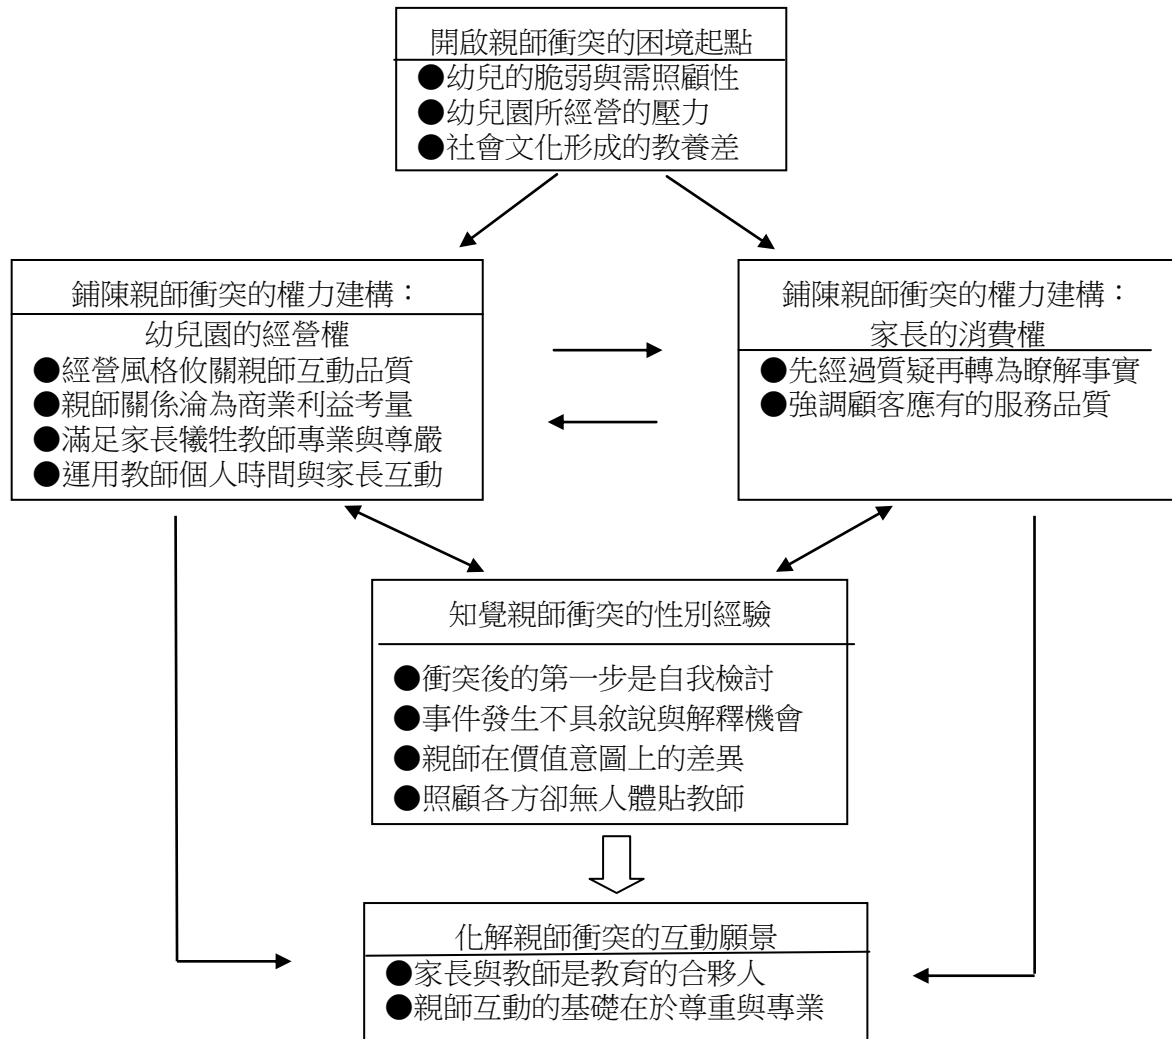 開啟親師衝突的困境起點
●幼兒的脆弱與需照顧性
●幼兒園所經營的壓力
●社會文化形成的教養差
鋪陳親師衝突的權力建構：
幼兒園的經營權
●經營風格攸關親師互動品質
●親師關係淪為商業利益考量
●滿足家長犧牲教師專業與尊嚴
●運用教師個人時間與家長互動
鋪陳親師衝突的權力建構：
家長的消費權
●先經過質疑再轉為瞭解事實
●強調顧客應有的服務品質
知覺親師衝突的性別經驗
●衝突後的第一步是自我檢討
●事件發生不具敘說與解釋機會
●親師在價值意圖上的差異
●照顧各方卻無人體貼教師
化解親師衝突的互動願景
●家長與教師是教育的合夥人
●親師互動的基礎在於尊重與專業